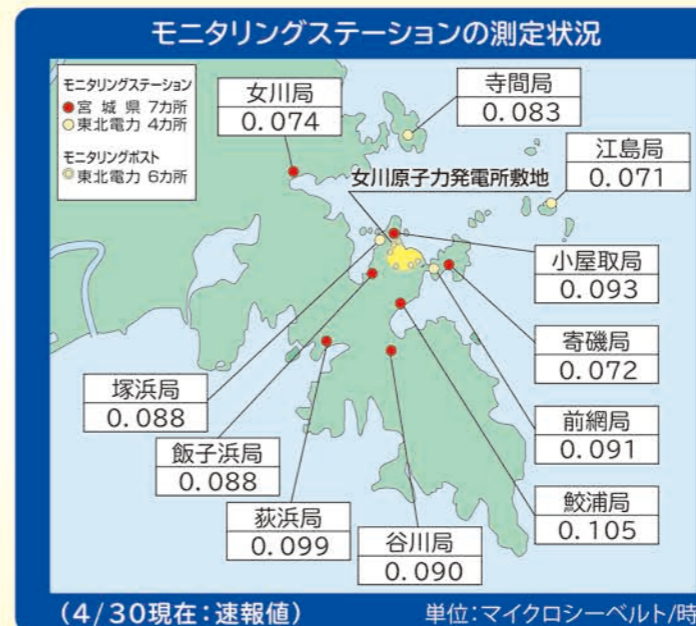 モニタリングステーションの測定状況
モニタリングステーション
宮城県 7カ所
東北電力 4カ所
モニタリングポスト
東北電力 6カ所
女川局
0.074
寺間局
0.083
江島局
0.071
女川原子力発電所敷地
小屋取局
0.093
寄磯局
0.072
前網局
0.091
鮫浦局
0.105
塚浜局
0.088
飯子浜局
0.088
荻浜局
0.099
谷川局
0.090
(4/30現在:速報値)
単位:マイクロシーベルト/時